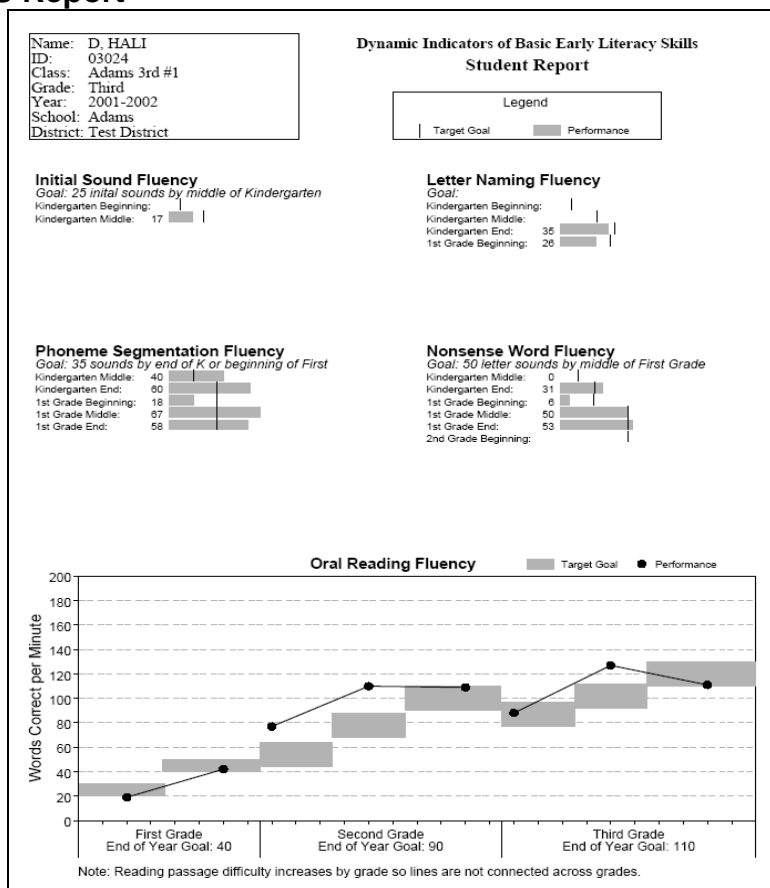 Report
Name: D, HALI
ID: 03024
Class: Adams 3rd #1
Grade: Third
Year: 2001-2002
School: Adams
District: Test District
Dynamic Indicators of Basic Early Literacy Skills
Student Report
Legend
Target Goal Performance
Initial Sound Fluency
Goal: 25 inital sounds by middle of Kindergarten
Kindergarten Beginning:
Kindergarten Middle: 17
Letter Naming Fluency
Goal:
Kindergarten Beginning:
Kindergarten Middle:
Kindergarten End: 35
1st Grade Beginning: 26
Phoneme Segmentation Fluency
Goal: 35 sounds by end of K or beginning of First
Kindergarten Middle: 40
Kindergarten End: 60
1st Grade Beginning: 18
1st Grade Middle: 67
1st Grade End: 58
Nonsense Word Fluency
Goal: 50 letter sounds by middle of First Grade
Kindergarten Middle: 0
Kindergarten End: 31
1st Grade Beginning: 6
1st Grade Middle: 50
1st Grade End: 53
2nd Grade Beginning:
Oral Reading Fluency Target Goal Performance
Words Correct per Minute
200
180
160
140
120
100
80
60
40
20
0
First Grade Second Grade Third Grade
End of Year Goal: 40 End of Year Goal: 90 End of Year Goal: 110
Note: Reading passage difficulty increases by grade so lines are not connected across grades.